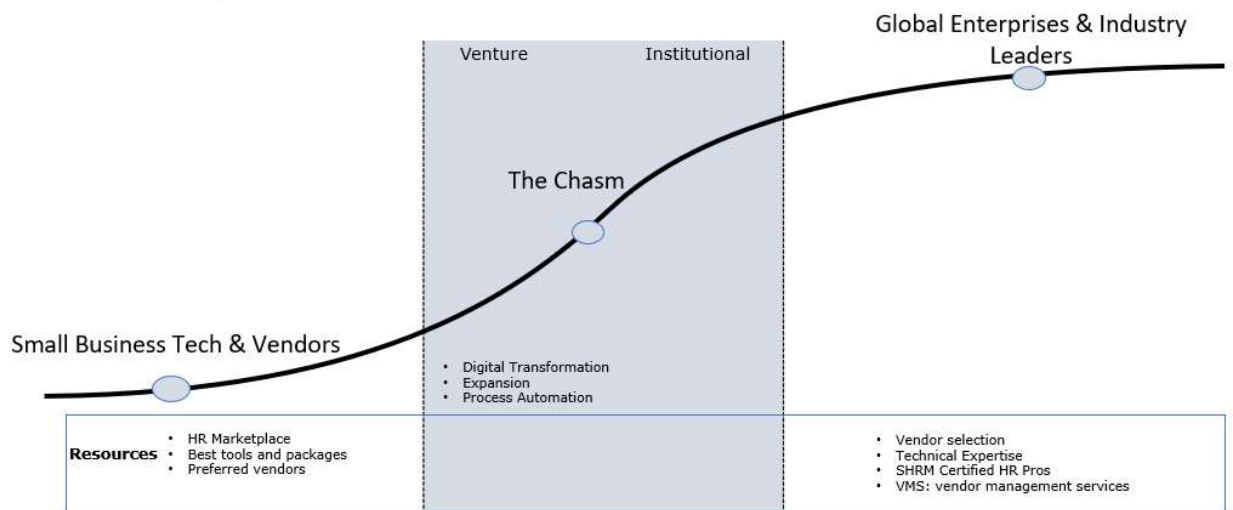 Global Enterprises & Industry
Leaders
Venture
Institutional
The Chasm
Small Business Tech & Vendors
• Digital Transformation
• Expansion
• Process Automation
Resources
• HR Marketplace
• Best tools and packages
• Preferred vendors
• Vendor selection
• Technical Expertise
• SHRM Certified HR Pros
• VMS: vendor management services